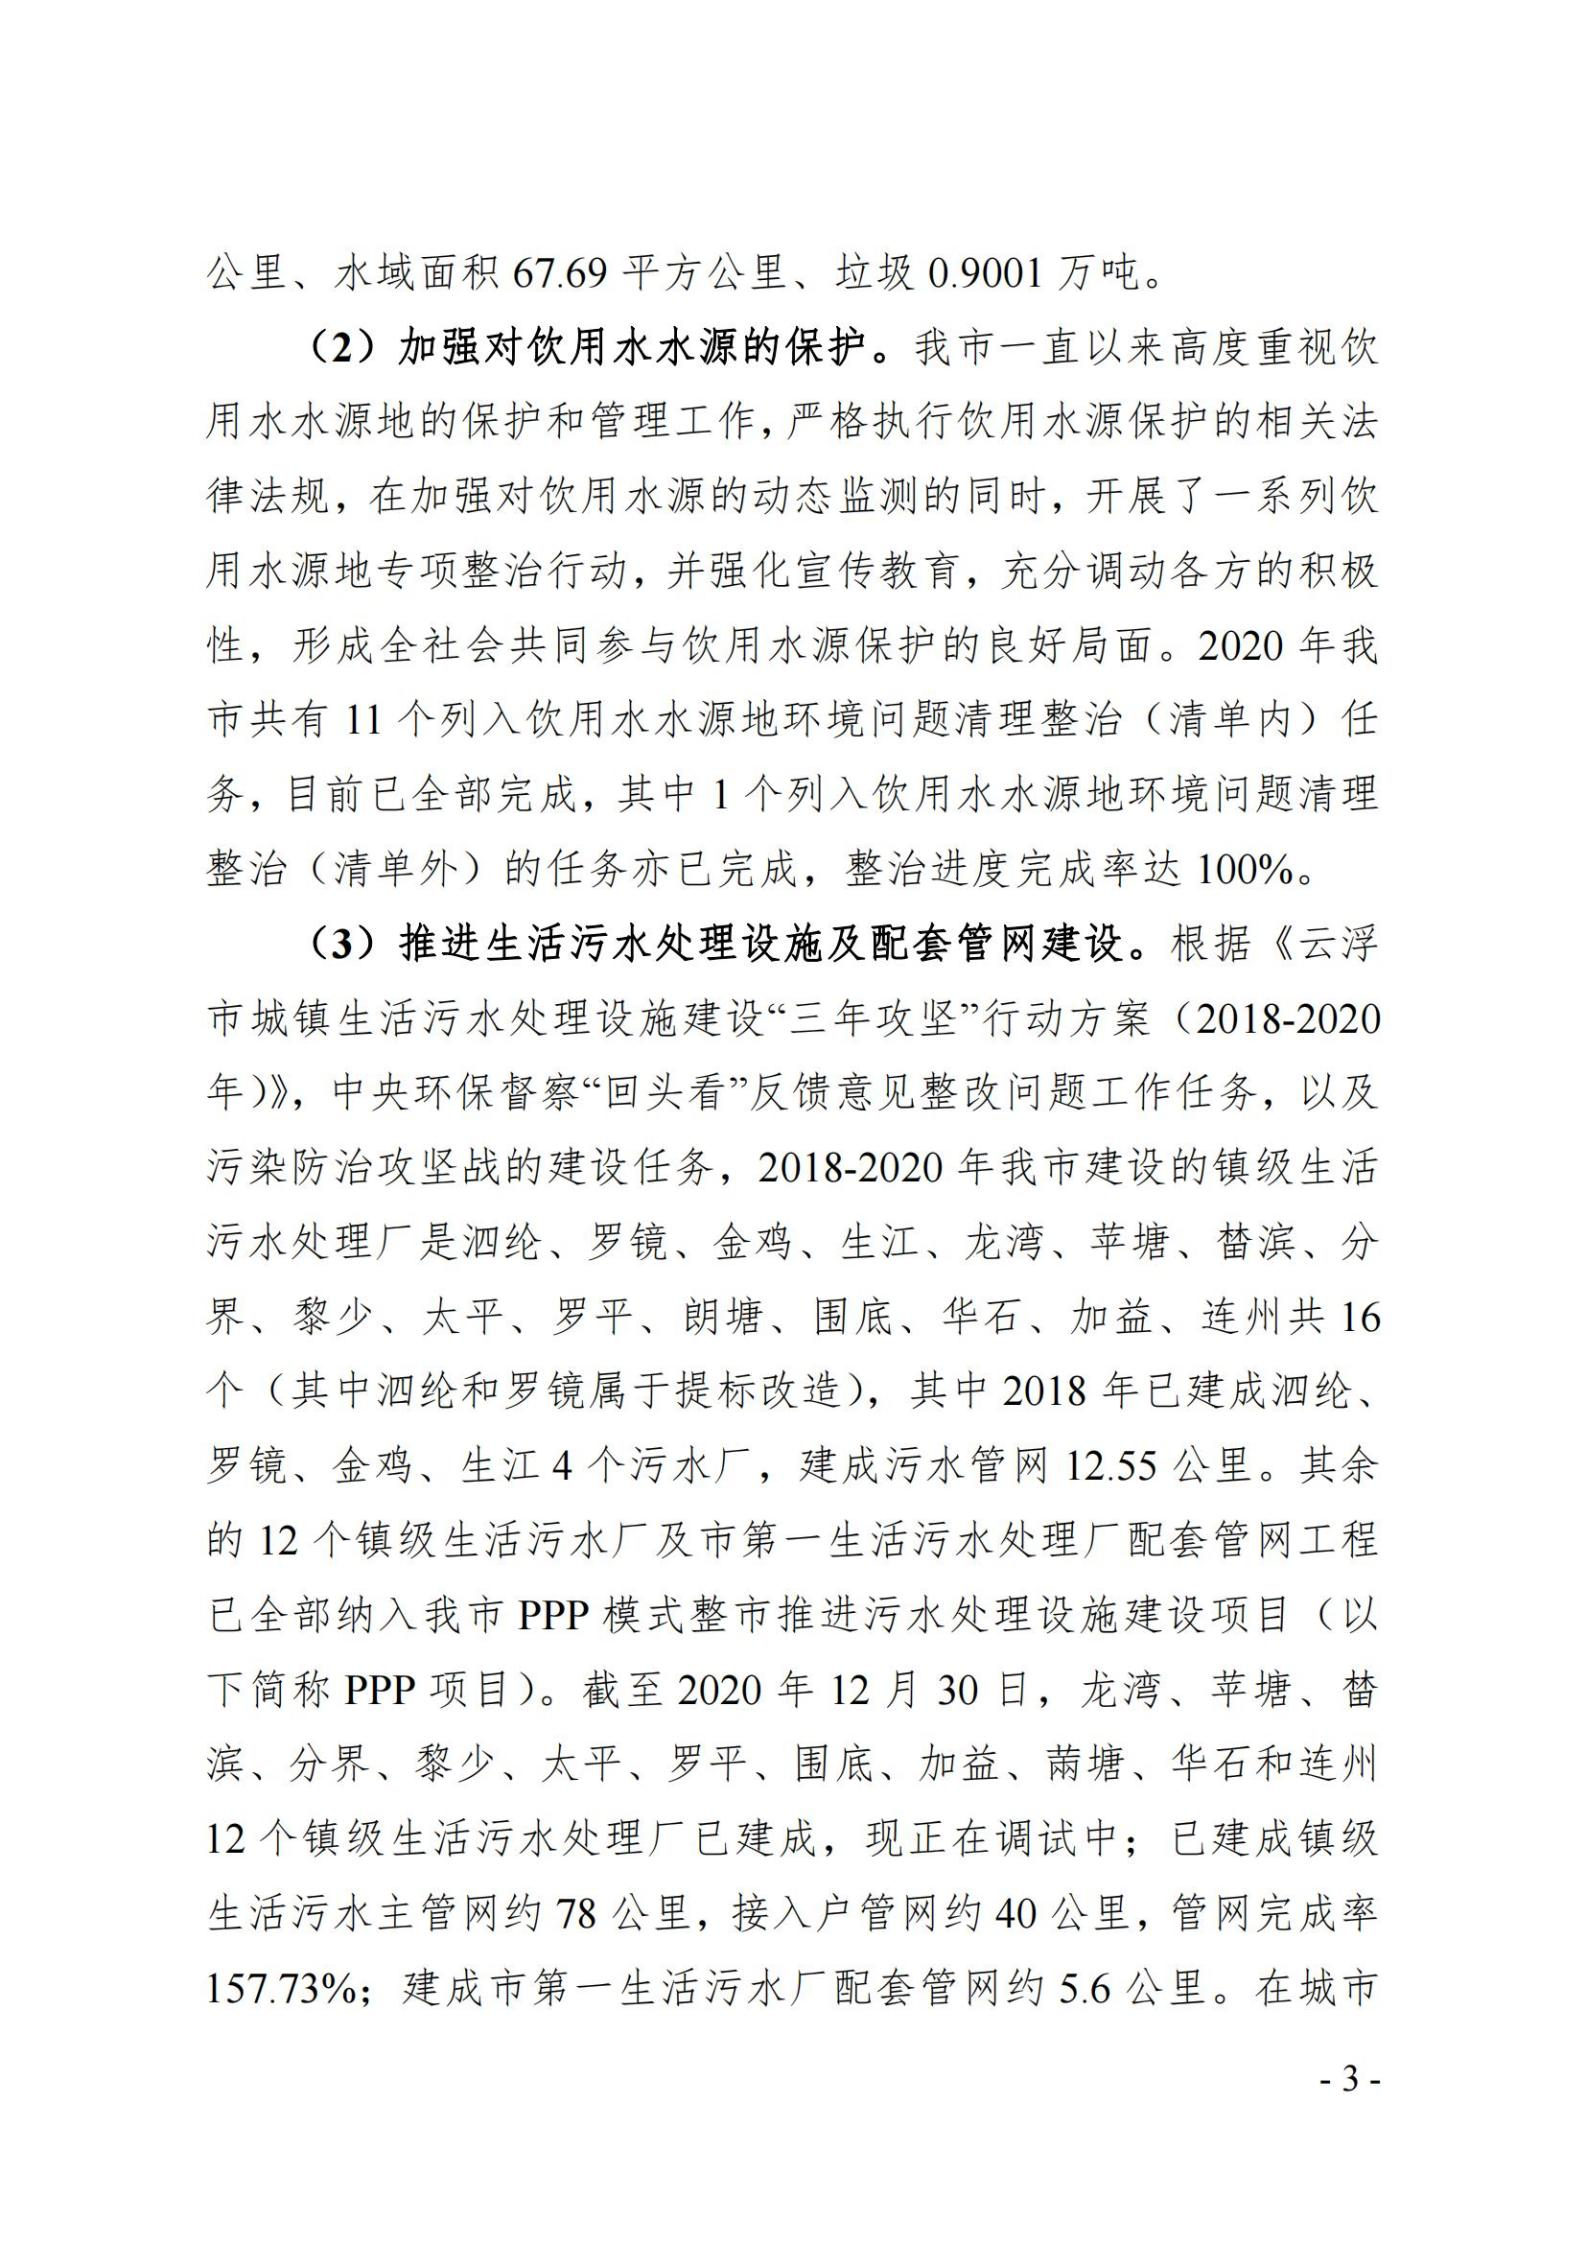 公里、水域面积 67.69 平方公里、垃圾 0.9001 万吨。
（2）加强对饮用水水源的保护。我市一直以来高度重视饮
用水水源地的保护和管理工作，严格执行饮用水源保护的相关法
律法规，在加强对饮用水源的动态监测的同时，开展了一系列饮
用水源地专项整治行动，并强化宣传教育，充分调动各方的积极
性，形成全社会共同参与饮用水源保护的良好局面。2020 年我
市共有 11 个列入饮用水水源地环境问题清理整治（清单内）任
务，目前已全部完成，其中 1 个列入饮用水水源地环境问题清理
整治（清单外）的任务亦已完成，整治进度完成率达 100%。
（3）推进生活污水处理设施及配套管网建设。根据《云浮
市城镇生活污水处理设施建设“三年攻坚”行动方案（2018-2020
年）》，中央环保督察“回头看”反馈意见整改问题工作任务，以及
污染防治攻坚战的建设任务，2018-2020 年我市建设的镇级生活
污水处理厂是泗纶、罗镜、金鸡、生江、龙湾、苹塘、榃滨、分
界、黎少、太平、罗平、朗塘、围底、华石、加益、连州共 16
个（其中泗纶和罗镜属于提标改造），其中 2018 年已建成泗纶、
罗镜、金鸡、生江 4 个污水厂，建成污水管网 12.55 公里。其余
的 12 个镇级生活污水厂及市第一生活污水处理厂配套管网工程
已全部纳入我市 PPP 模式整市推进污水处理设施建设项目（以
下简称 PPP 项目）。截至 2020 年 12 月 30 日，龙湾、苹塘、榃
滨、分界、黎少、太平、罗平、围底、加益、㓥塘、华石和连州
12 个镇级生活污水处理厂已建成，现正在调试中；已建成镇级
生活污水主管网约 78 公里，接入户管网约 40 公里，管网完成率
157.73%；建成市第一生活污水厂配套管网约 5.6 公里。在城市
- 3 -